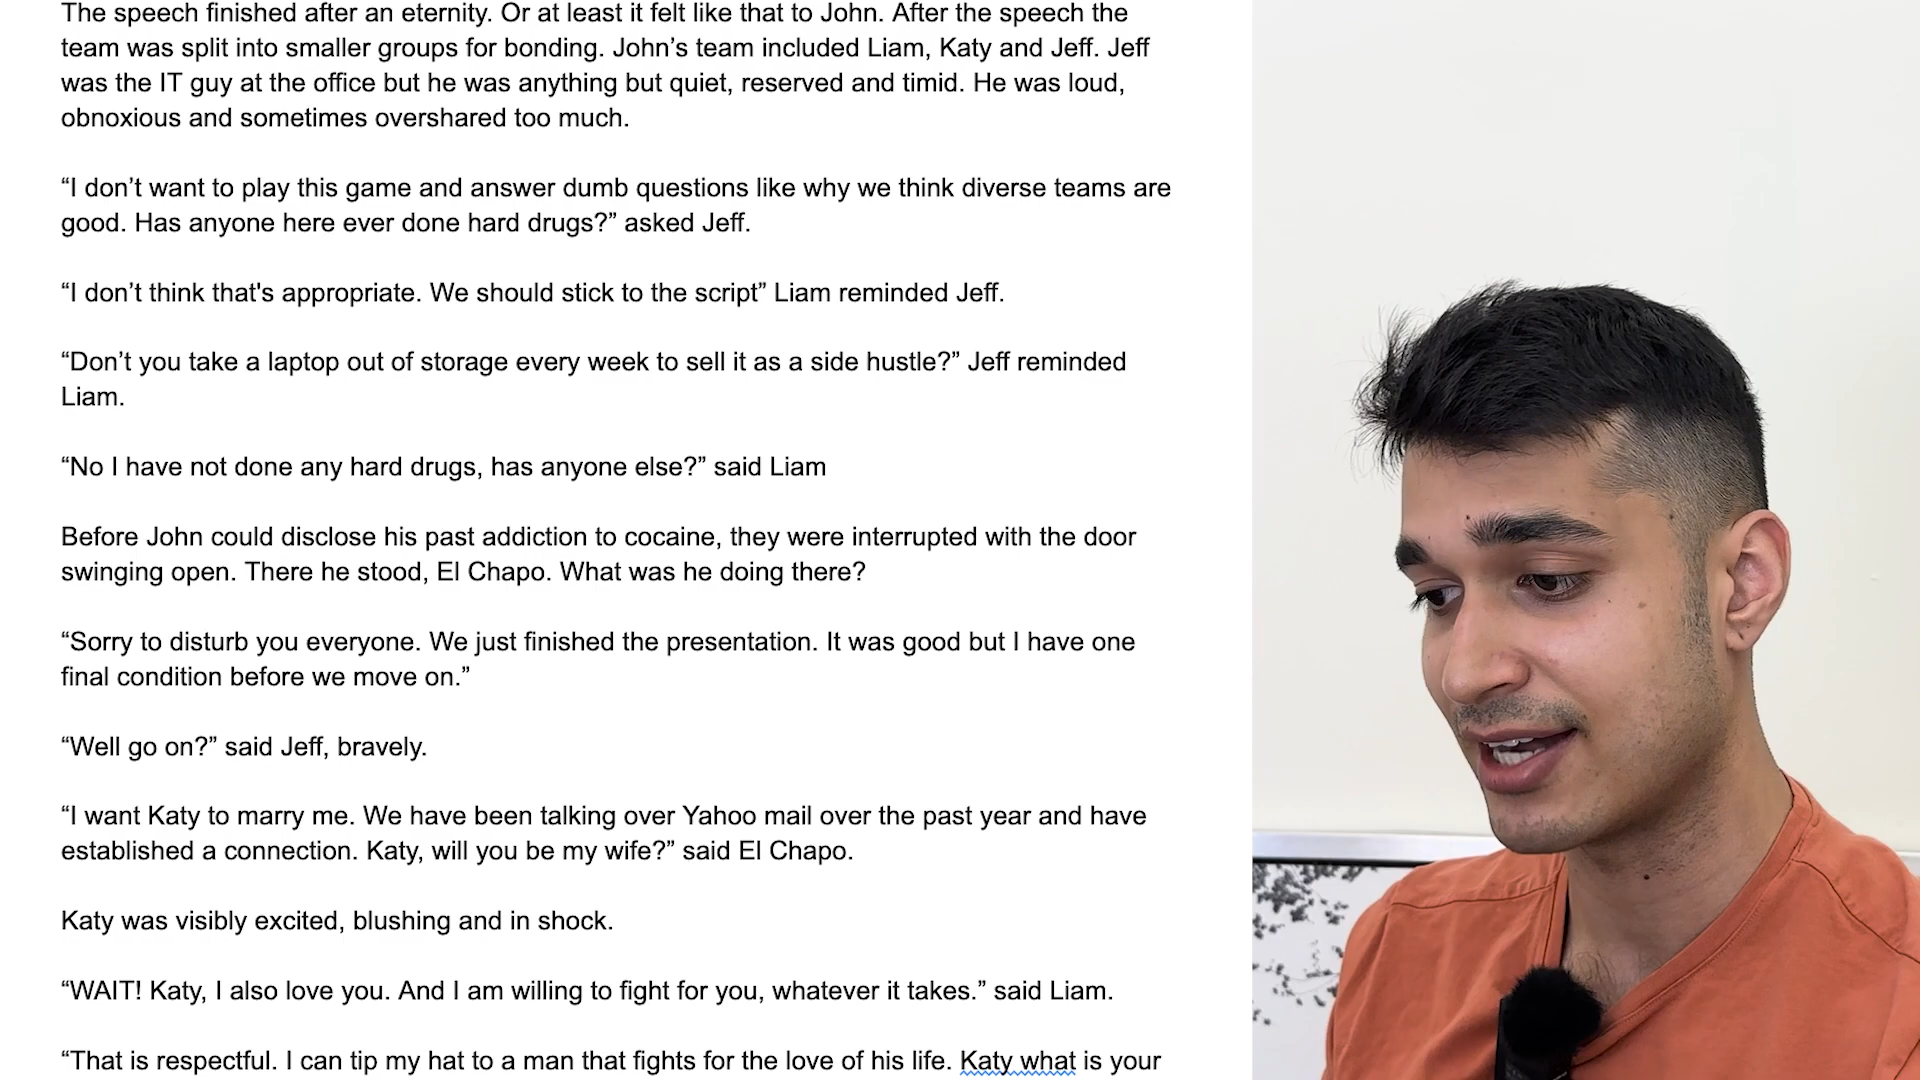 The speech finished after an eternity. Or at least it felt like that to John. After the speech the
team was split into smaller groups for bonding. John’s team included Liam, Katy and Jeff. Jeff
was the IT guy at the office but he was anything but quiet, reserved and timid. He was loud,
obnoxious and sometimes overshared too much.
“I don’t want to play this game and answer dumb questions like why we think diverse teams are
good. Has anyone here ever done hard drugs?” asked Jeff.
“I don’t think that's appropriate. We should stick to the script” Liam reminded Jeff.
“Don’t you take a laptop out of storage every week to sell it as a side hustle?” Jeff reminded
Liam.
“No I have not done any hard drugs, has anyone else?” said Liam
Before John could disclose his past addiction to cocaine, they were interrupted with the door
swinging open. There he stood, El Chapo. What was he doing there?
“Sorry to disturb you everyone. We just finished the presentation. It was good but I have one
final condition before we move on.”
“Well go on?” said Jeff, bravely.
“I want Katy to marry me. We have been talking over Yahoo mail over the past year and have
established a connection. Katy, will you be my wife?” said El Chapo.
Katy was visibly excited, blushing and in shock.
“WAIT! Katy, I also love you. And I am willing to fight for you, whatever it takes.” said Liam.
“That is respectful. I can tip my hat to a man that fights for the love of his life. Katy what is your